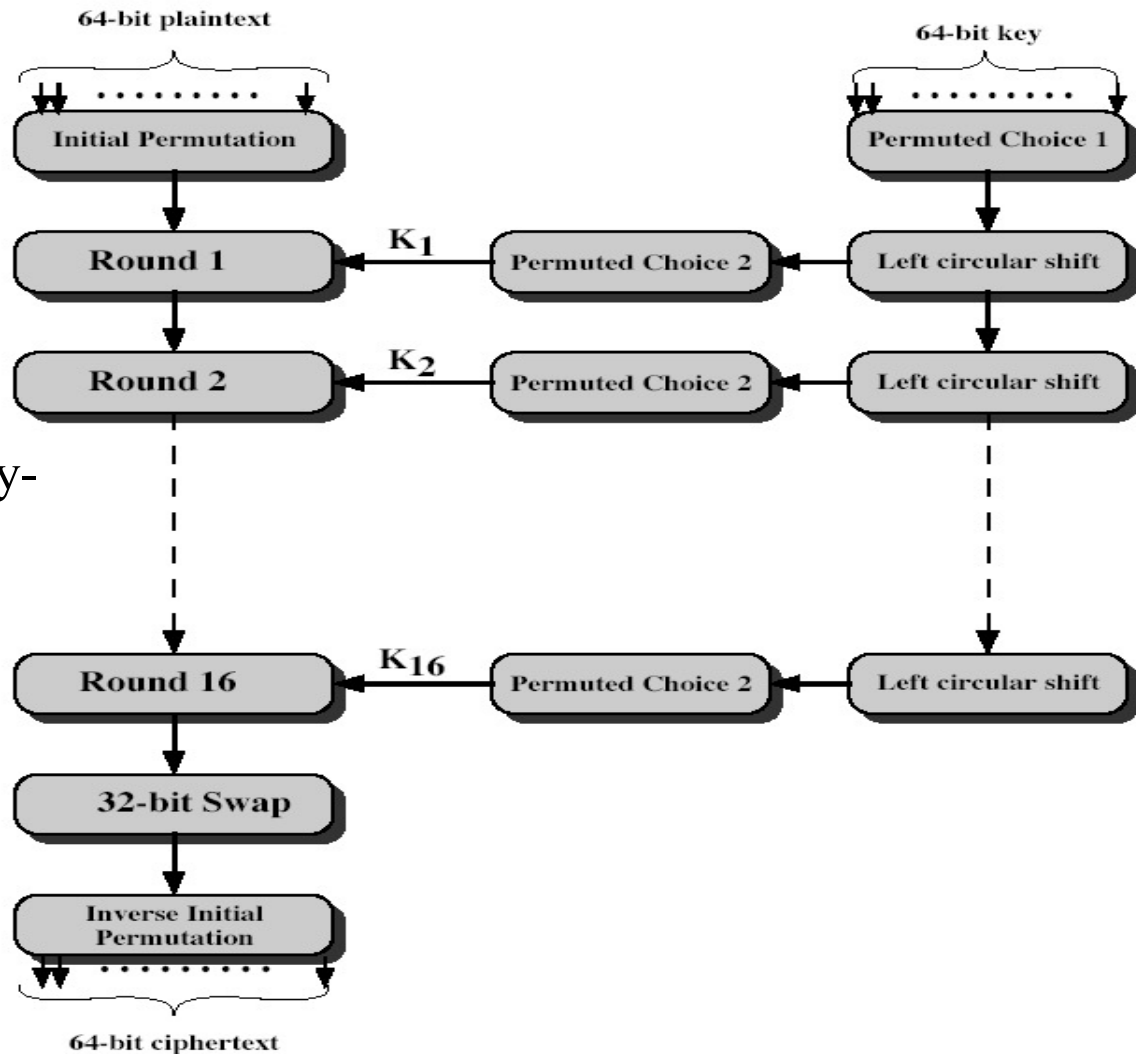 64-bit plaintext
64-bit key
. . . . . . . . .
. . . . . . . . .
Initial Permutation
Permuted Choice 1
Round 1
K1
Permuted Choice 2
Left circular shift
Round 2
K2
Permuted Choice 2
Left circular shift
y-
Round 16
K16
Permuted Choice 2
Left circular shift
32-bit Swap
Inverse Initial
Permutation
. . . . . . . . .
64-bit ciphertext